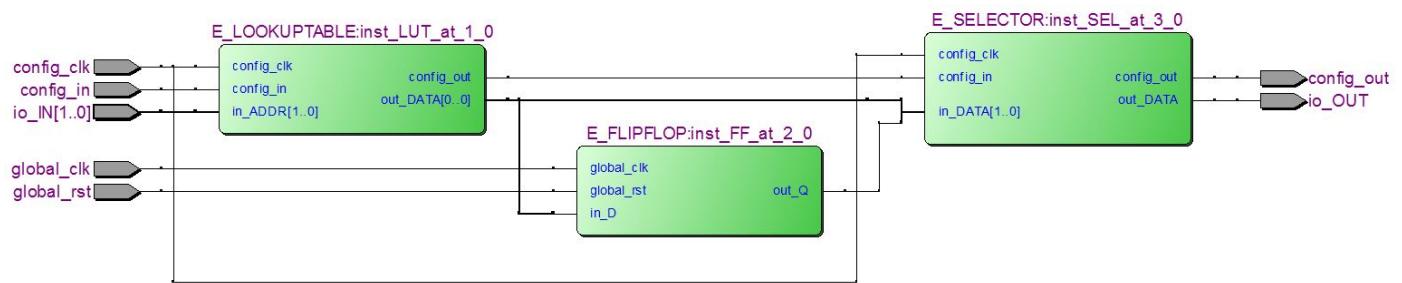 E_LOOKUPTABLE:inst_LUT_at_1_0
config_clk
config_in
io_IN[1..0]
global_clk
global_rst
config_clk
config_in
in_ADDR[1..0]
config_out
out_DATA[0..0]
E_FLIPFLOP:inst_FF_at_2_0
global_clk
global_rst
in_D
out_Q
E_SELECTOR:inst_SEL_at_3_0
config_clk
config_in
in_DATA[1..0]
config_out
out_DATA
config_out
io_OUT